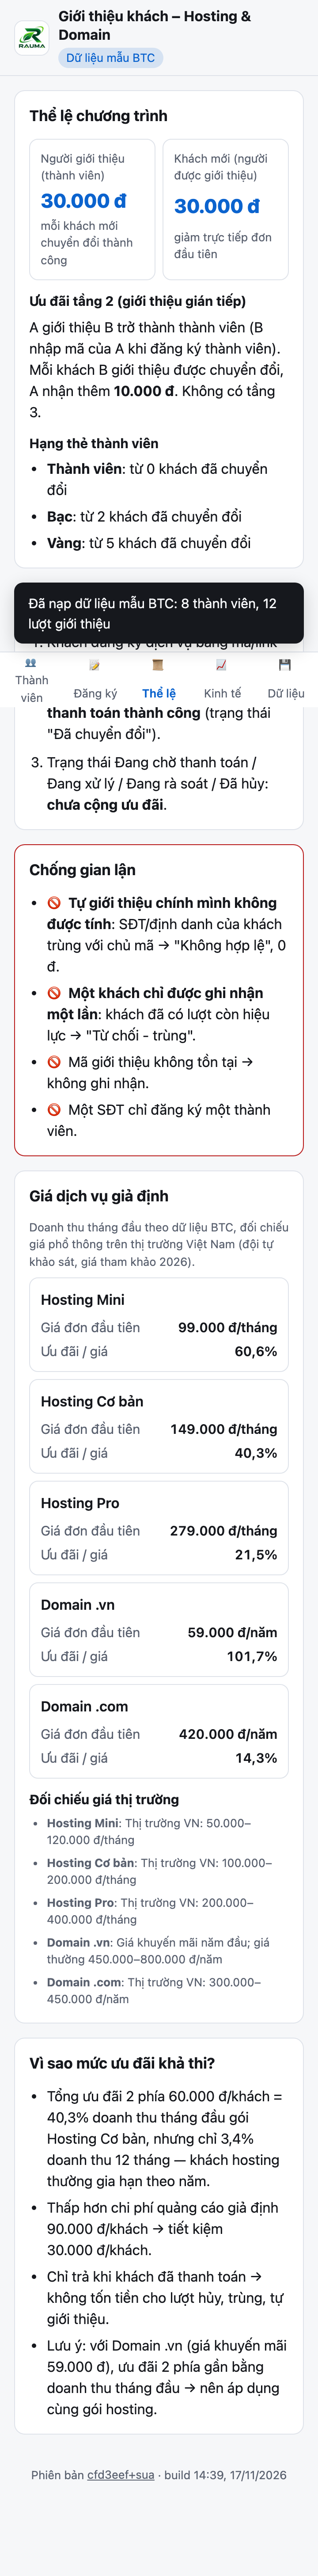 RAUMA
Giới thiệu khách – Hosting &
Domain
Dữ liệu mẫu BTC
Thể lệ chương trình
Người giới thiệu
(thành viên)
30.000 đ
mỗi khách mới
chuyển đổi thành
công
Khách mới (người
được giới thiệu)
30.000 đ
giảm trực tiếp đơn
đầu tiên
Ưu đãi tầng 2 (giới thiệu gián tiếp)
A giới thiệu B trở thành thành viên (B
nhập mã của A khi đăng ký thành viên).
Mỗi khách B giới thiệu được chuyển đổi,
A nhận thêm 10.000 đ. Không có tầng
3.
Hạng thẻ thành viên
• Thành viên: từ 0 khách đã chuyển
đổi
• Bạc: từ 2 khách đã chuyển đổi
• Vàng: từ 5 khách đã chuyển đổi
Đã nạp dữ liệu mẫu BTC: 8 thành viên, 12
lượt giới thiệu
1. Khách đăng ký dịch vụ bằng mã/link
Thành
viên
Đăng ký
Thể lệ
Kinh tế
Dữ liệu
thanh toán thành công (trạng thái
"Đã chuyển đổi").
3. Trạng thái Đang chờ thanh toán /
Đang xử lý / Đang rà soát / Đã hủy:
chưa cộng ưu đãi.
Chống gian lận
• 🚫 Tự giới thiệu chính mình không
được tính: SĐT/định danh của khách
trùng với chủ mã → "Không hợp lệ", 0
đ.
• 🚫 Một khách chỉ được ghi nhận
một lần: khách đã có lượt còn hiệu
lực → "Từ chối - trùng".
• 🚫 Mã giới thiệu không tồn tại →
không ghi nhận.
• 🚫 Một SĐT chỉ đăng ký một thành
viên.
Giá dịch vụ giả định
Doanh thu tháng đầu theo dữ liệu BTC, đối chiếu
giá phổ thông trên thị trường Việt Nam (đội tự
khảo sát, giá tham khảo 2026).
Hosting Mini
Giá đơn đầu tiên 99.000 đ/tháng
Ưu đãi / giá 60,6%
Hosting Cơ bản
Giá đơn đầu tiên 149.000 đ/tháng
Ưu đãi / giá 40,3%
Hosting Pro
Giá đơn đầu tiên 279.000 đ/tháng
Ưu đãi / giá 21,5%
Domain .vn
Giá đơn đầu tiên 59.000 đ/năm
Ưu đãi / giá 101,7%
Domain .com
Giá đơn đầu tiên 420.000 đ/năm
Ưu đãi / giá 14,3%
Đối chiếu giá thị trường
• Hosting Mini: Thị trường VN: 50.000–
120.000 đ/tháng
• Hosting Cơ bản: Thị trường VN: 100.000–
200.000 đ/tháng
• Hosting Pro: Thị trường VN: 200.000–
400.000 đ/tháng
• Domain .vn: Giá khuyến mãi năm đầu; giá
thường 450.000–800.000 đ/năm
• Domain .com: Thị trường VN: 300.000–
450.000 đ/năm
Vì sao mức ưu đãi khả thi?
• Tổng ưu đãi 2 phía 60.000 đ/khách =
40,3% doanh thu tháng đầu gói
Hosting Cơ bản, nhưng chỉ 3,4%
doanh thu 12 tháng — khách hosting
thường gia hạn theo năm.
• Thấp hơn chi phí quảng cáo giả định
90.000 đ/khách → tiết kiệm
30.000 đ/khách.
• Chỉ trả khi khách đã thanh toán →
không tốn tiền cho lượt hủy, trùng, tự
giới thiệu.
• Lưu ý: với Domain .vn (giá khuyến mãi
59.000 đ), ưu đãi 2 phía gần bằng
doanh thu tháng đầu → nên áp dụng
cùng gói hosting.
Phiên bản cfd3eef+sua · build 14:39, 17/11/2026